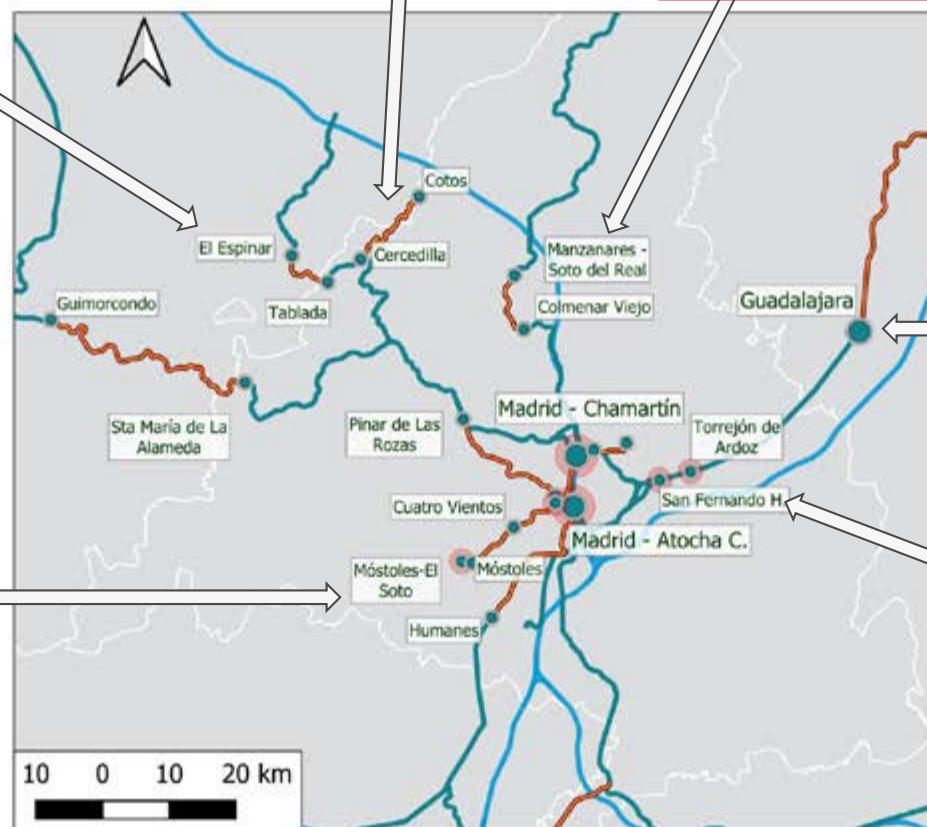 Cotos
El Espinar
Cercedilla
Manzanares -
Soto del Real
Guimorcondo
Tablada
Colmenar Viejo
Guadalajara
Sta María de La
Alameda
Pinar de Las
Rozas
Madrid - Chamartín
Torrejón de
Ardoz
Cuatro Vientos
San Fernando H.
Madrid - Atocha C.
Móstoles-El
Soto
Móstoles
Humanes
10 0 10 20 km